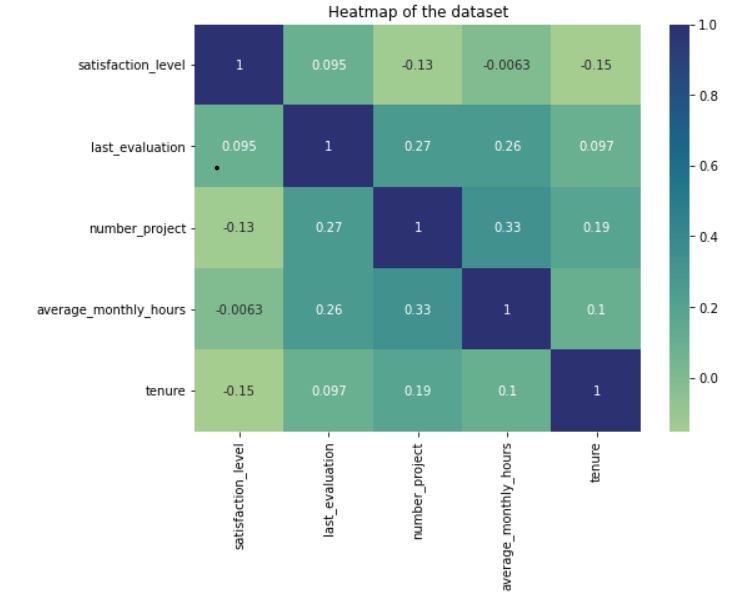 Heatmap of the dataset
satisfaction_level 1 0.095 -0.13 -0.0063 -0.15
last_evaluation 0.095 1 0.27 0.26 0.097
number_project -0.13 0.27 1 0.33 0.19
average_monthly_hours -0.0063 0.26 0.33 1 0.1
tenure -0.15 0.097 0.19 0.1 1
satisfaction_level
last_evaluation
number_project
average_monthly_hours
tenure
1.0
0.8
0.6
0.4
0.2
0.0